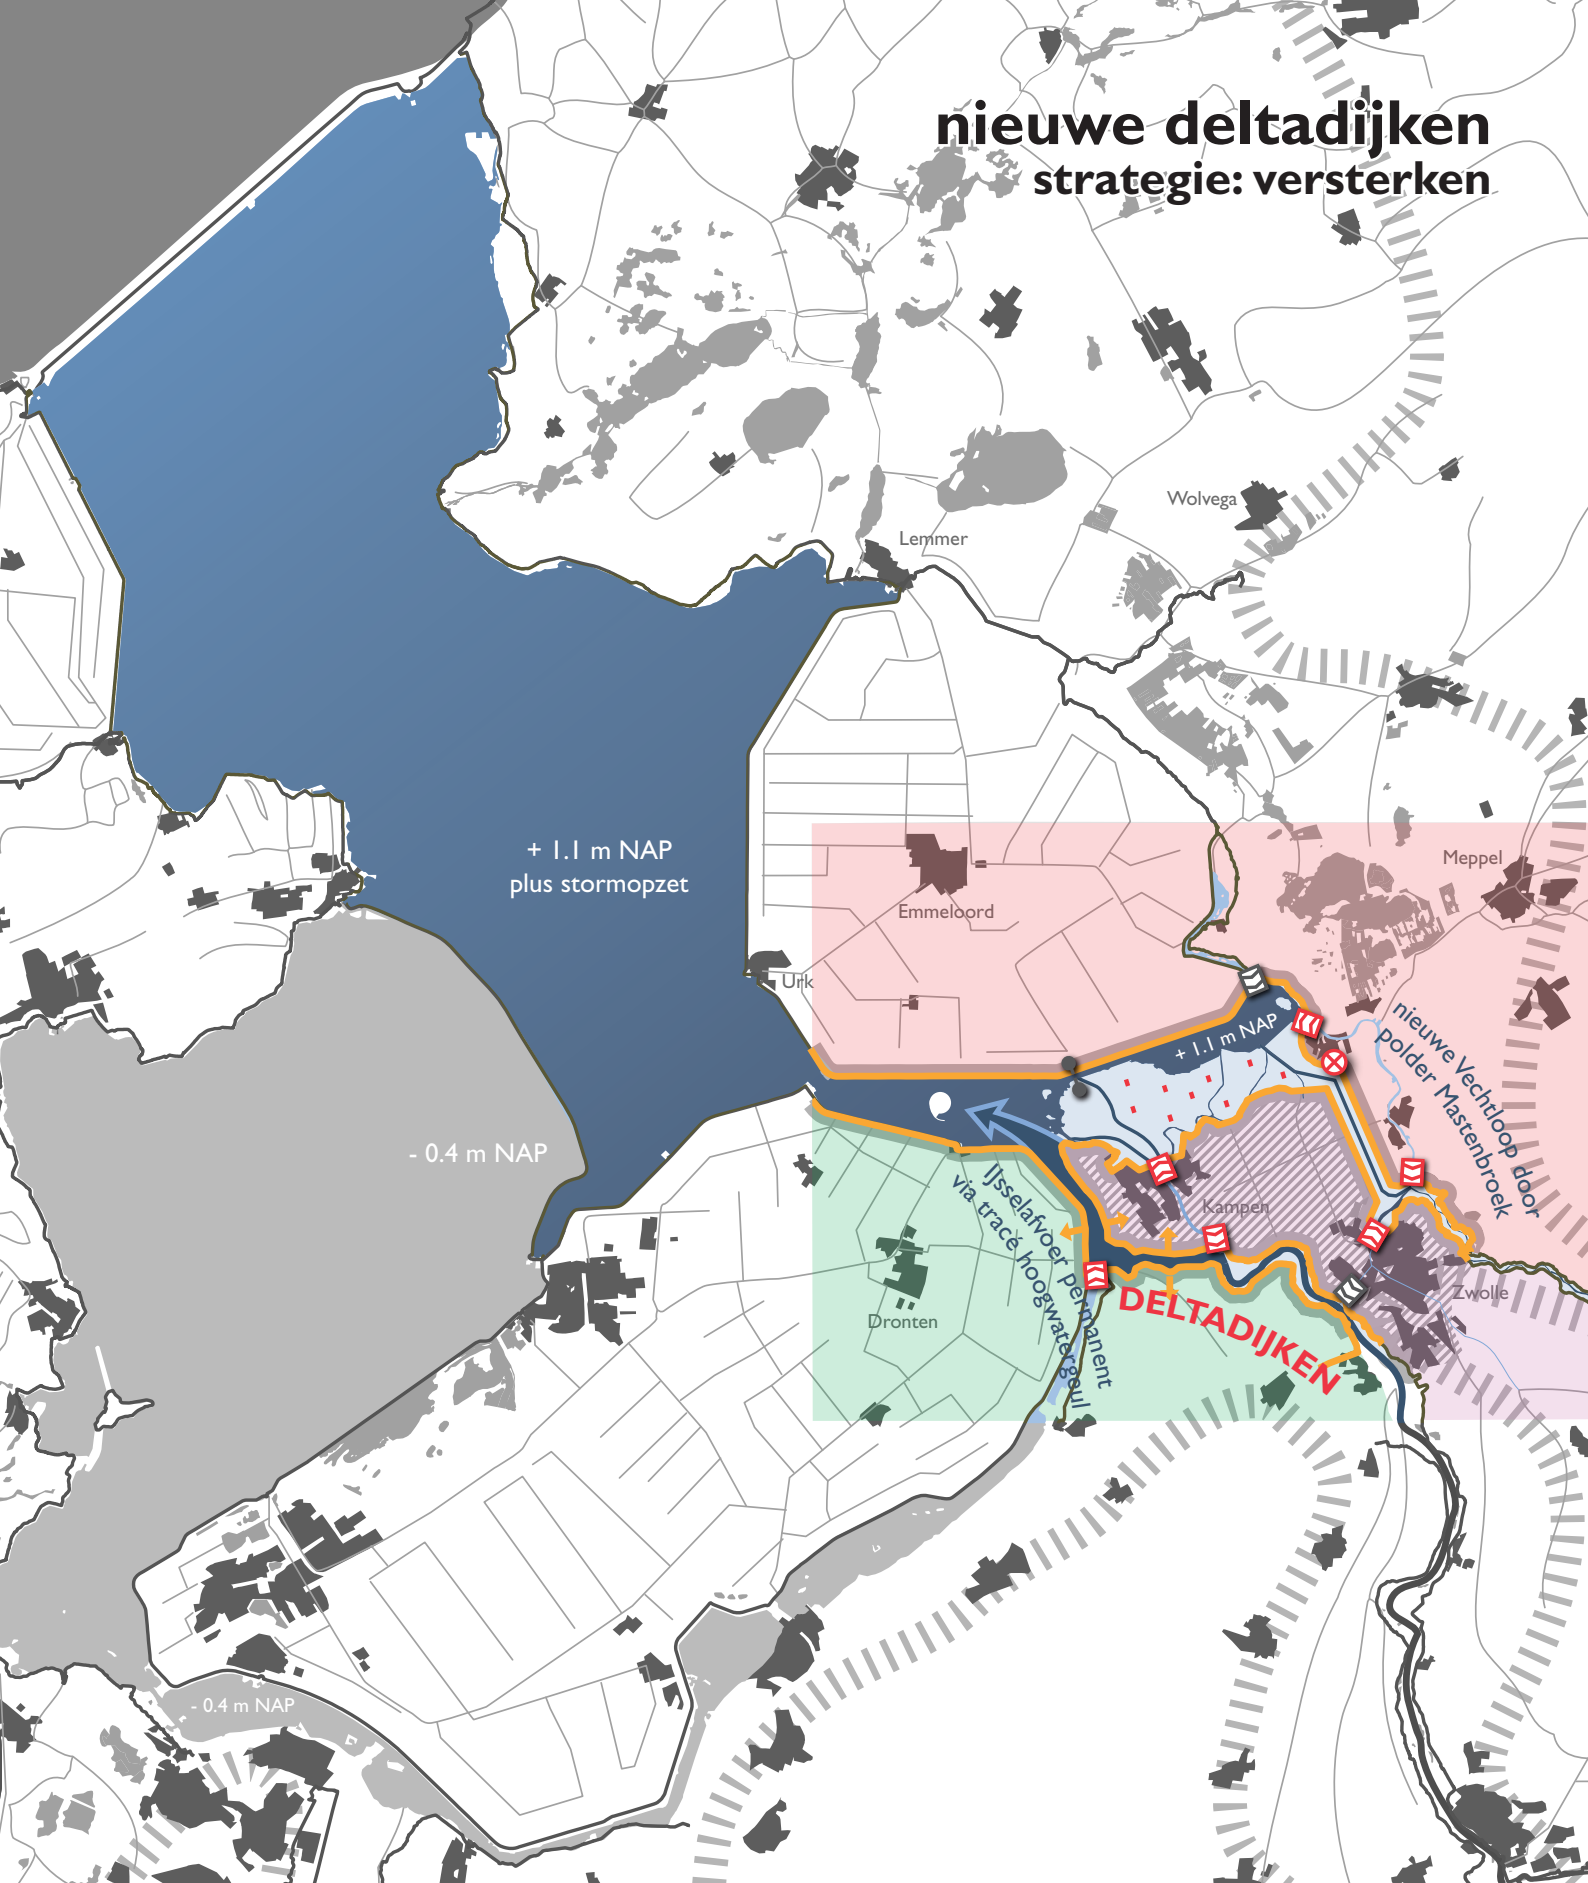 nieuwe deltadijken
strategie: versterken
Wolvega
Lemmer
+ 1.1 m NAP
plus stormopzet
Meppel
Emmeloord
Urk
+ 1.1 m NAP
nieuwe Vechtloop door
polder Mastenbroek
- 0.4 m NAP
IJsselafvoer permanent
via tracé hoogwatergeul
Kampen
Zwolle
Dronten
DELTADIJKEN
- 0.4 m NAP